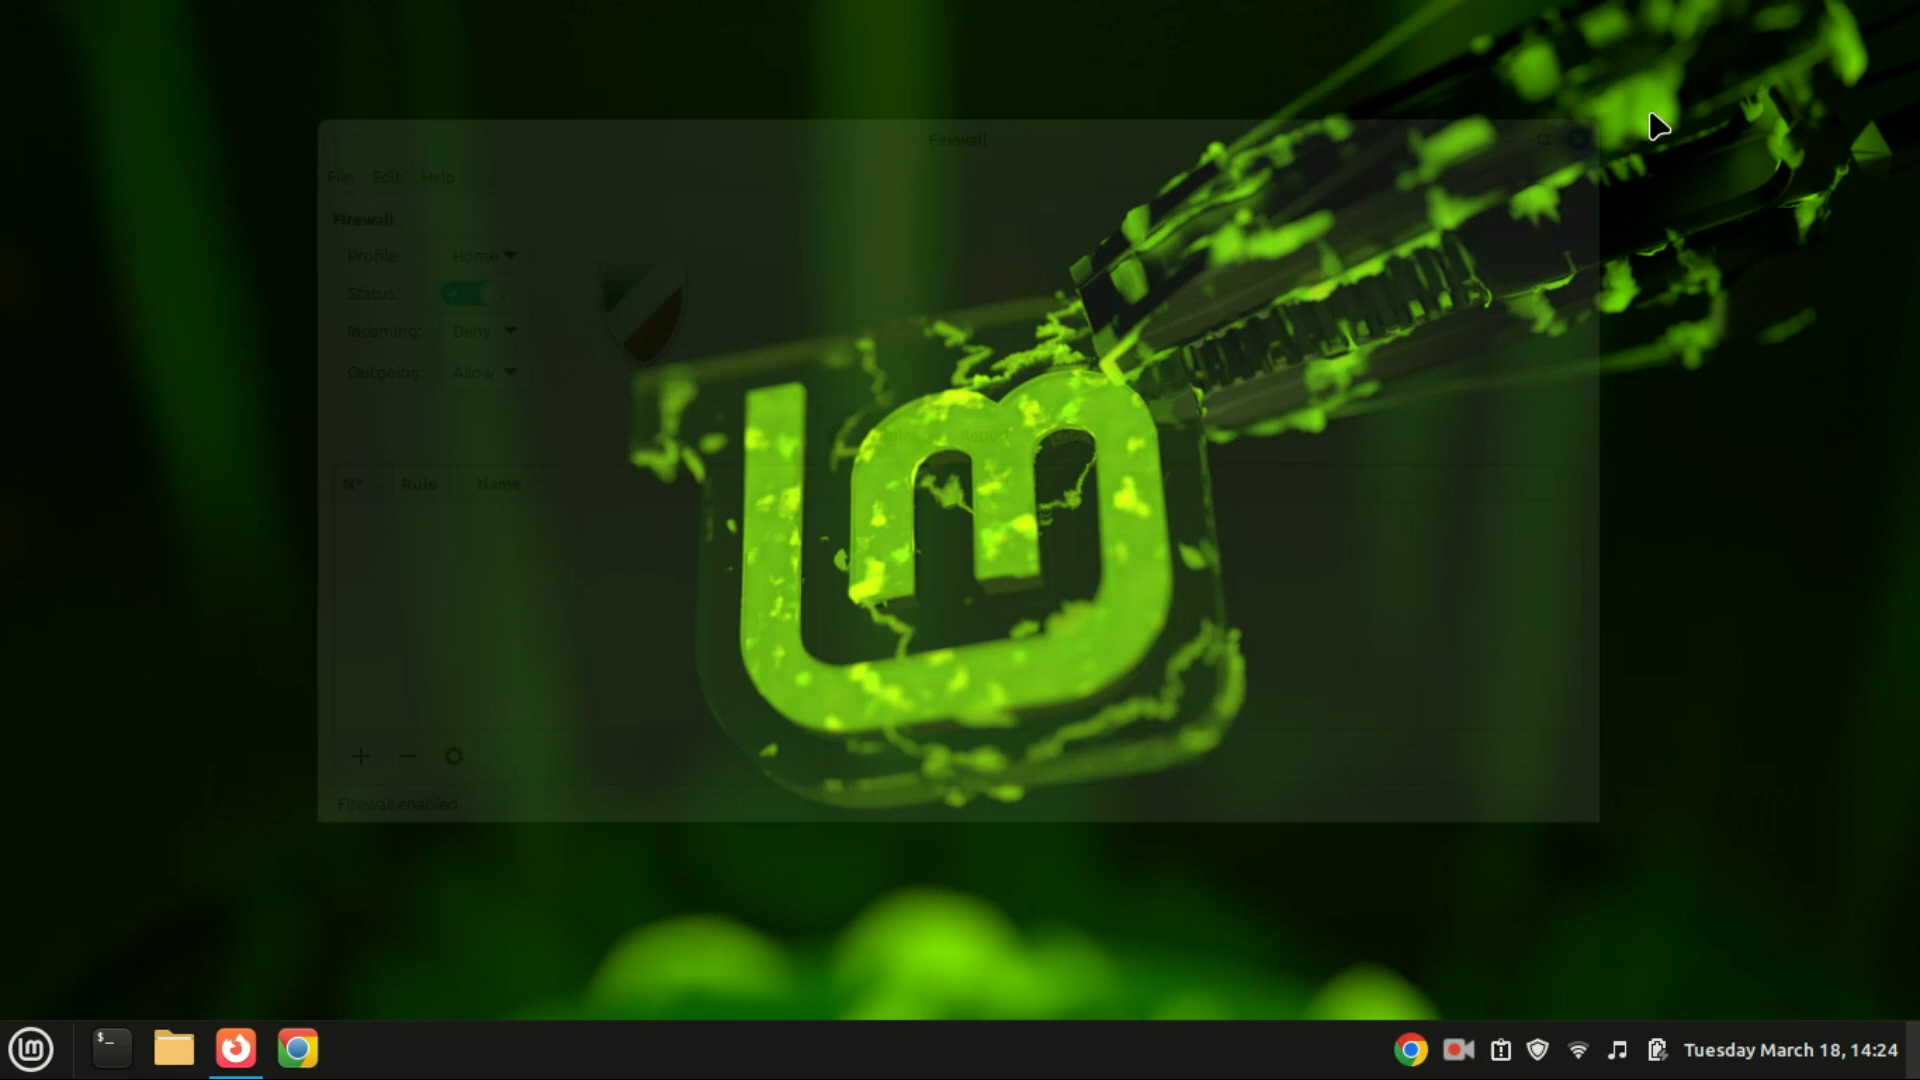 Firewall
File Edit Help
Firewall
Profile: Home
Status:
Incoming: Deny
Outgoing: Allow
Nº Rule Name
Firewall enabled
$_
Tuesday March 18, 14:24